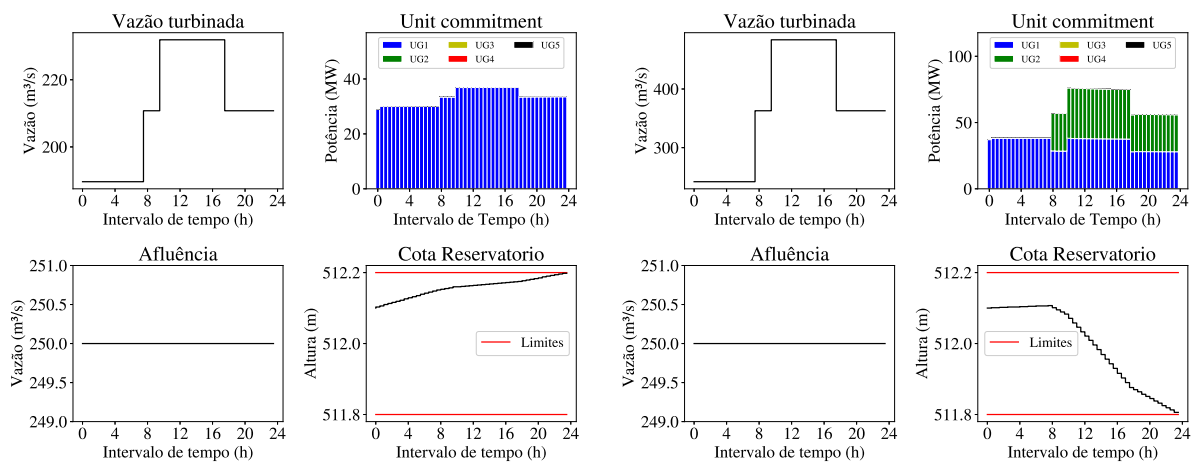 Vazão turbinada
Vazão (m³/s)
220
200
0 4 8 12 16 20 24
Intervalo de tempo (h)
Unit commitment
Potência (MW)
40
20
0
UG1 UG3 UG5
UG2 UG4
0 4 8 12 16 20 24
Intervalo de Tempo (h)
Vazão turbinada
Vazão (m³/s)
400
300
0 4 8 12 16 20 24
Intervalo de tempo (h)
Unit commitment
Potência (MW)
100
50
0
UG1 UG3 UG5
UG2 UG4
0 4 8 12 16 20 24
Intervalo de Tempo (h)
Afluência
Vazão (m³/s)
251.0
250.5
250.0
249.5
249.0
0 4 8 12 16 20 24
Intervalo de tempo (h)
Cota Reservatorio
Altura (m)
512.2
512.0
511.8
Limites
0 4 8 12 16 20 24
Intervalo de tempo (h)
Afluência
Vazão (m³/s)
251.0
250.5
250.0
249.5
249.0
0 4 8 12 16 20 24
Intervalo de tempo (h)
Cota Reservatorio
Altura (m)
512.2
512.0
511.8
Limites
0 4 8 12 16 20 24
Intervalo de tempo (h)